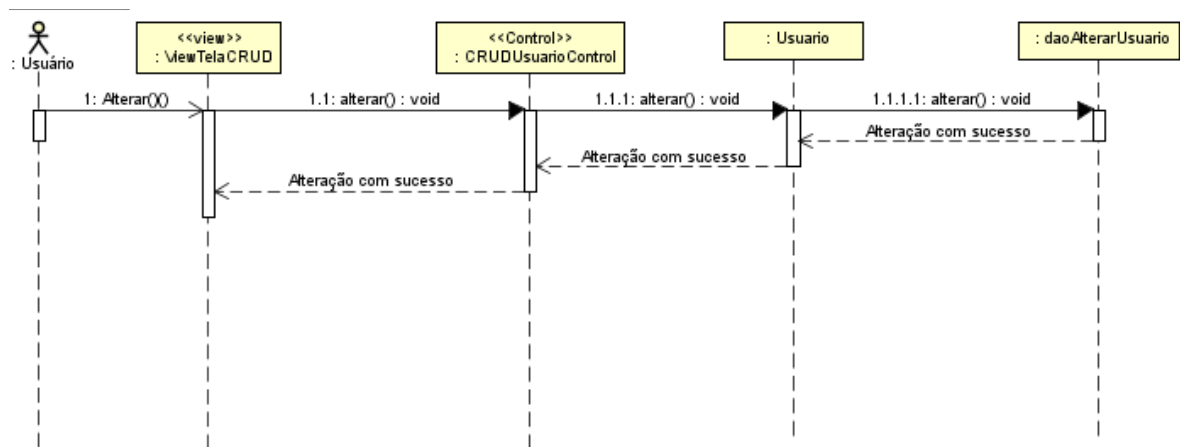 <<view>>
: ViewTelaCRUD
<<Control>>
: CRUDUsuarioControl
: Usuario
: daoAlterarUsuario
: Usuário
1: Alterar()()
1.1: alterar() : void
1.1.1: alterar() : void
1.1.1.1: alterar() : void
Alteração com sucesso
Alteração com sucesso
Alteração com sucesso